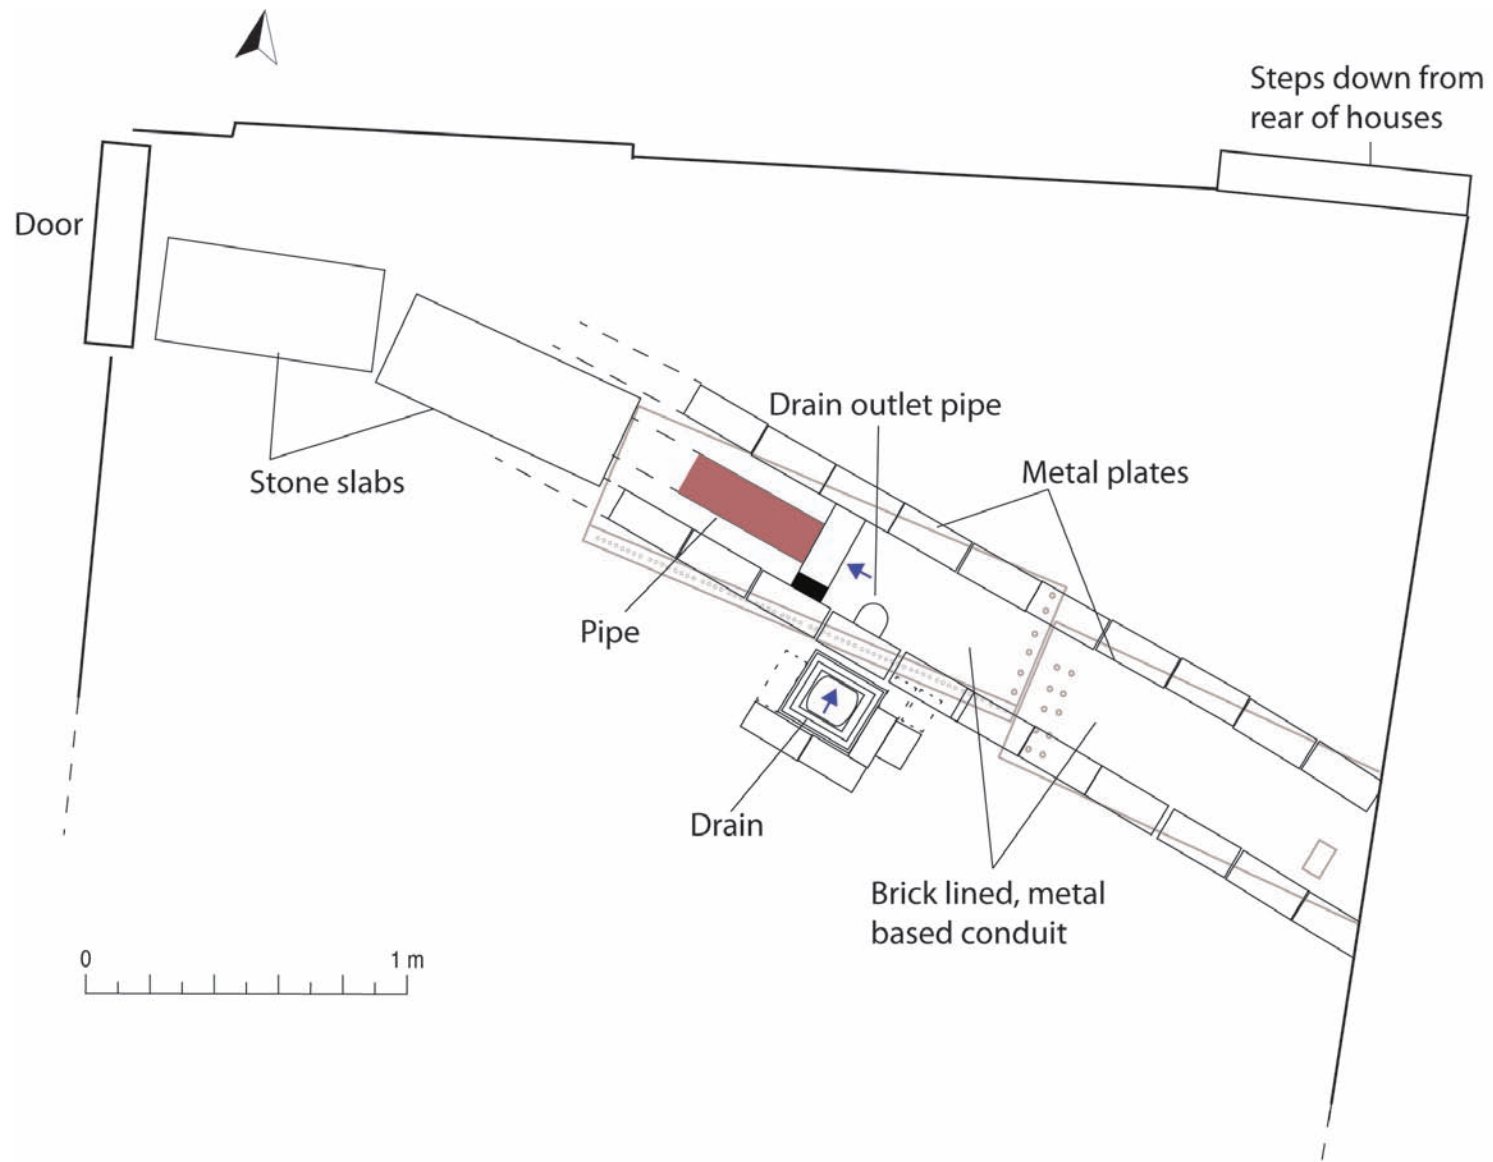 Steps down from
rear of houses
Door
Drain outlet pipe
Metal plates
Stone slabs
Pipe
Drain
Brick lined, metal
based conduit
0 1 m